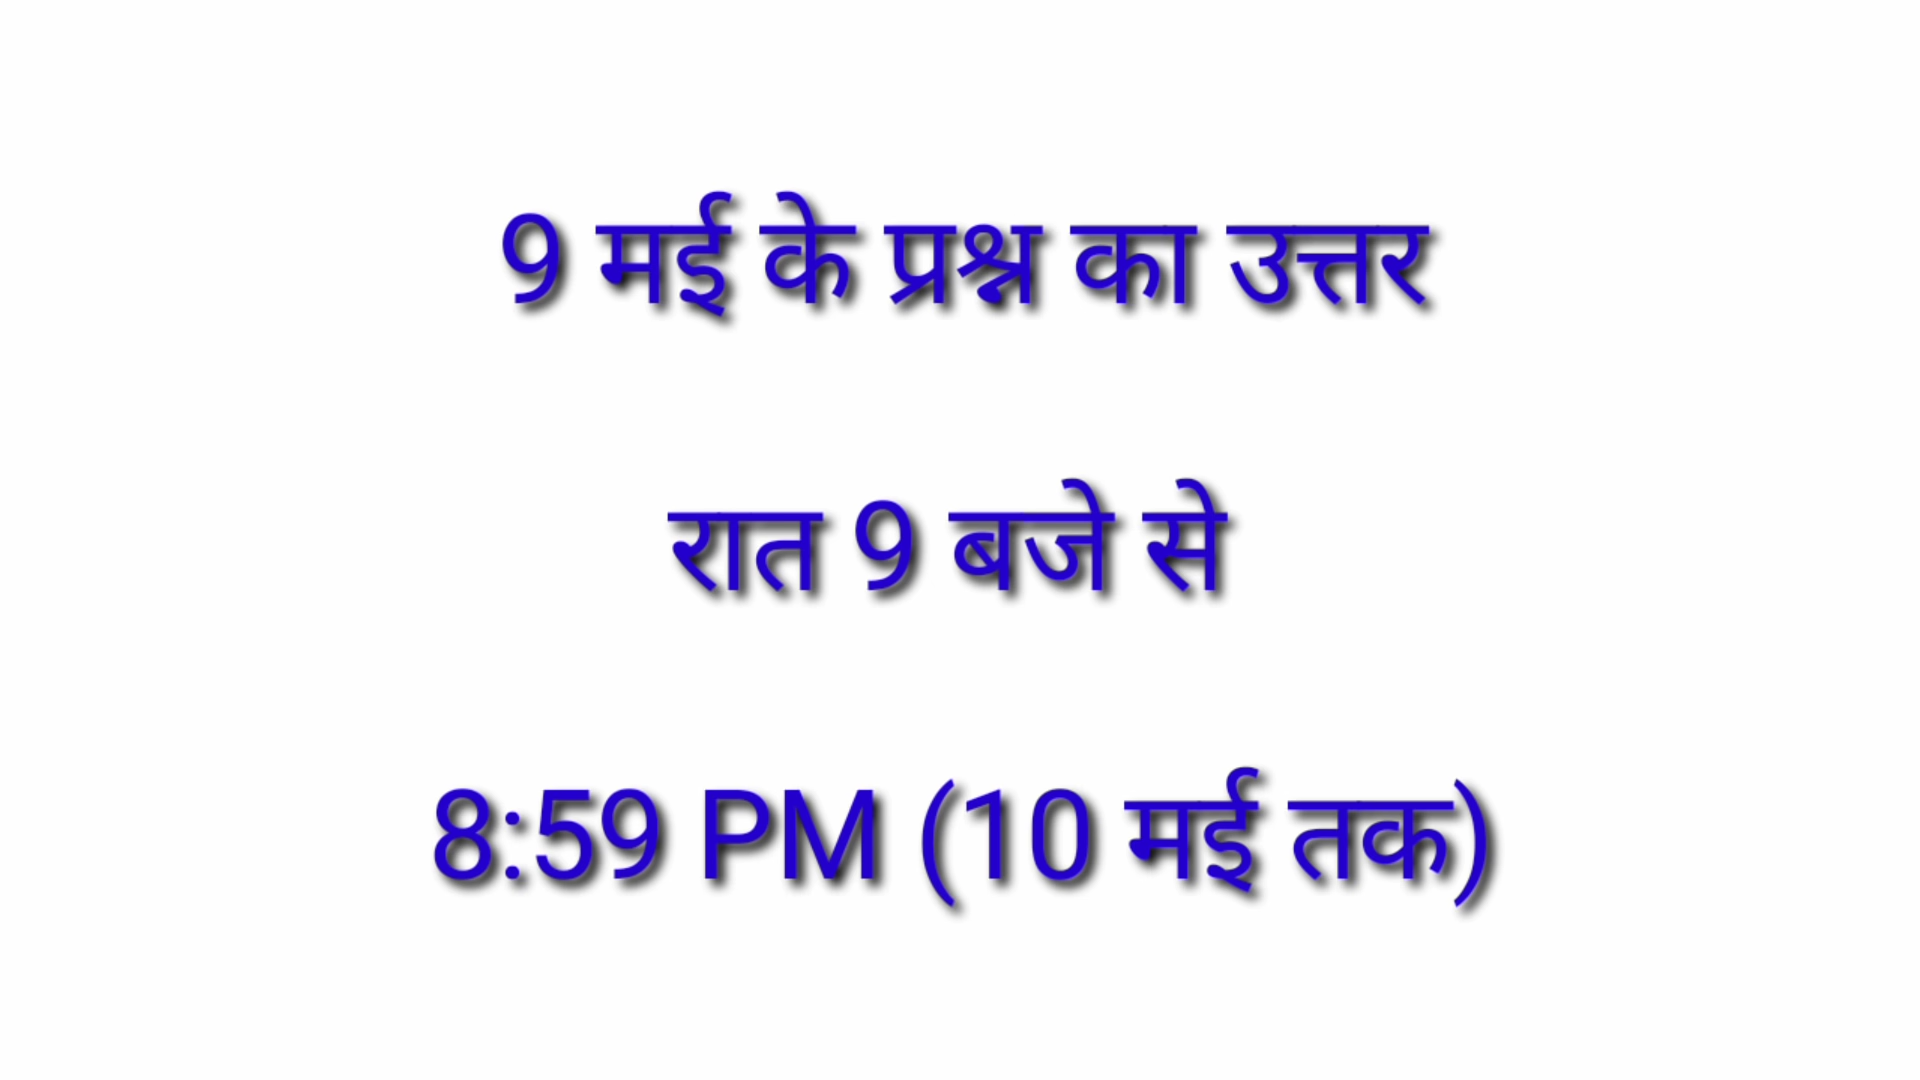 9 मई के प्रश्न का उत्तर
रात 9 बजे से
8:59 PM (10 मई तक)